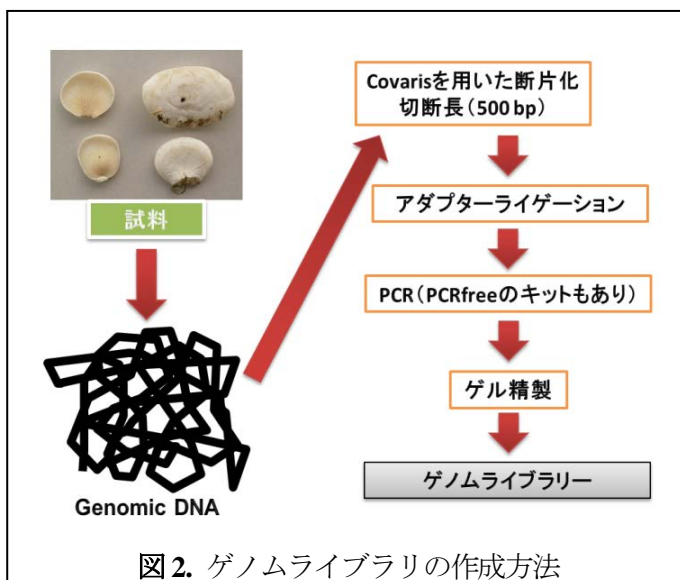 試料
Genomic DNA
Covarisを用いた断片化
切断長(500 bp)
アダプターライゲーション
PCR(PCRfreeのキットもあり)
ゲル精製
ゲノムライブラリー
図2. ゲノムライブラリの作成方法